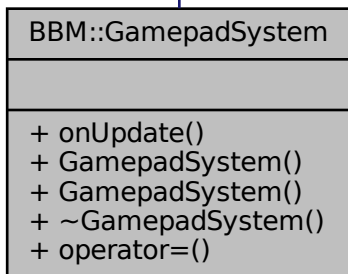 BBM::GamepadSystem
+ onUpdate()
+ GamepadSystem()
+ GamepadSystem()
+ ~GamepadSystem()
+ operator=()